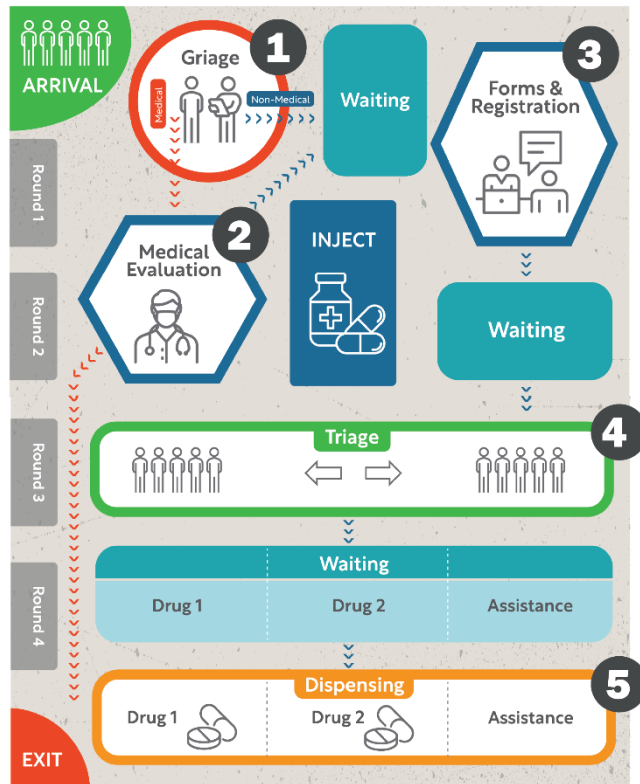 ARRIVAL
Griage
1
Medical
Non-Medical
Waiting
3
Forms &
Registration
Round 1
2
Medical
Evaluation
INJECT
Round 2
Waiting
Triage
4
Round 3
Waiting
Drug 1
Drug 2
Assistance
Round 4
Dispensing
5
Drug 1
Drug 2
Assistance
EXIT